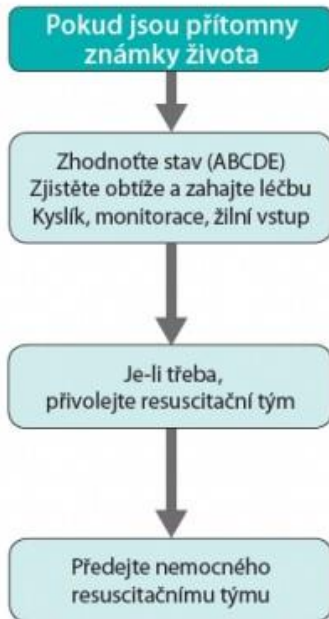 Pokud jsou přítomny
známky života
Zhodnoťte stav (ABCDE)
Zjistěte obtíže a zahajte léčbu
Kyslík, monitorace, žilní vstup
Je-li třeba,
přivolejte resuscitační tým
Předejte nemocného
resuscitačnímu týmu